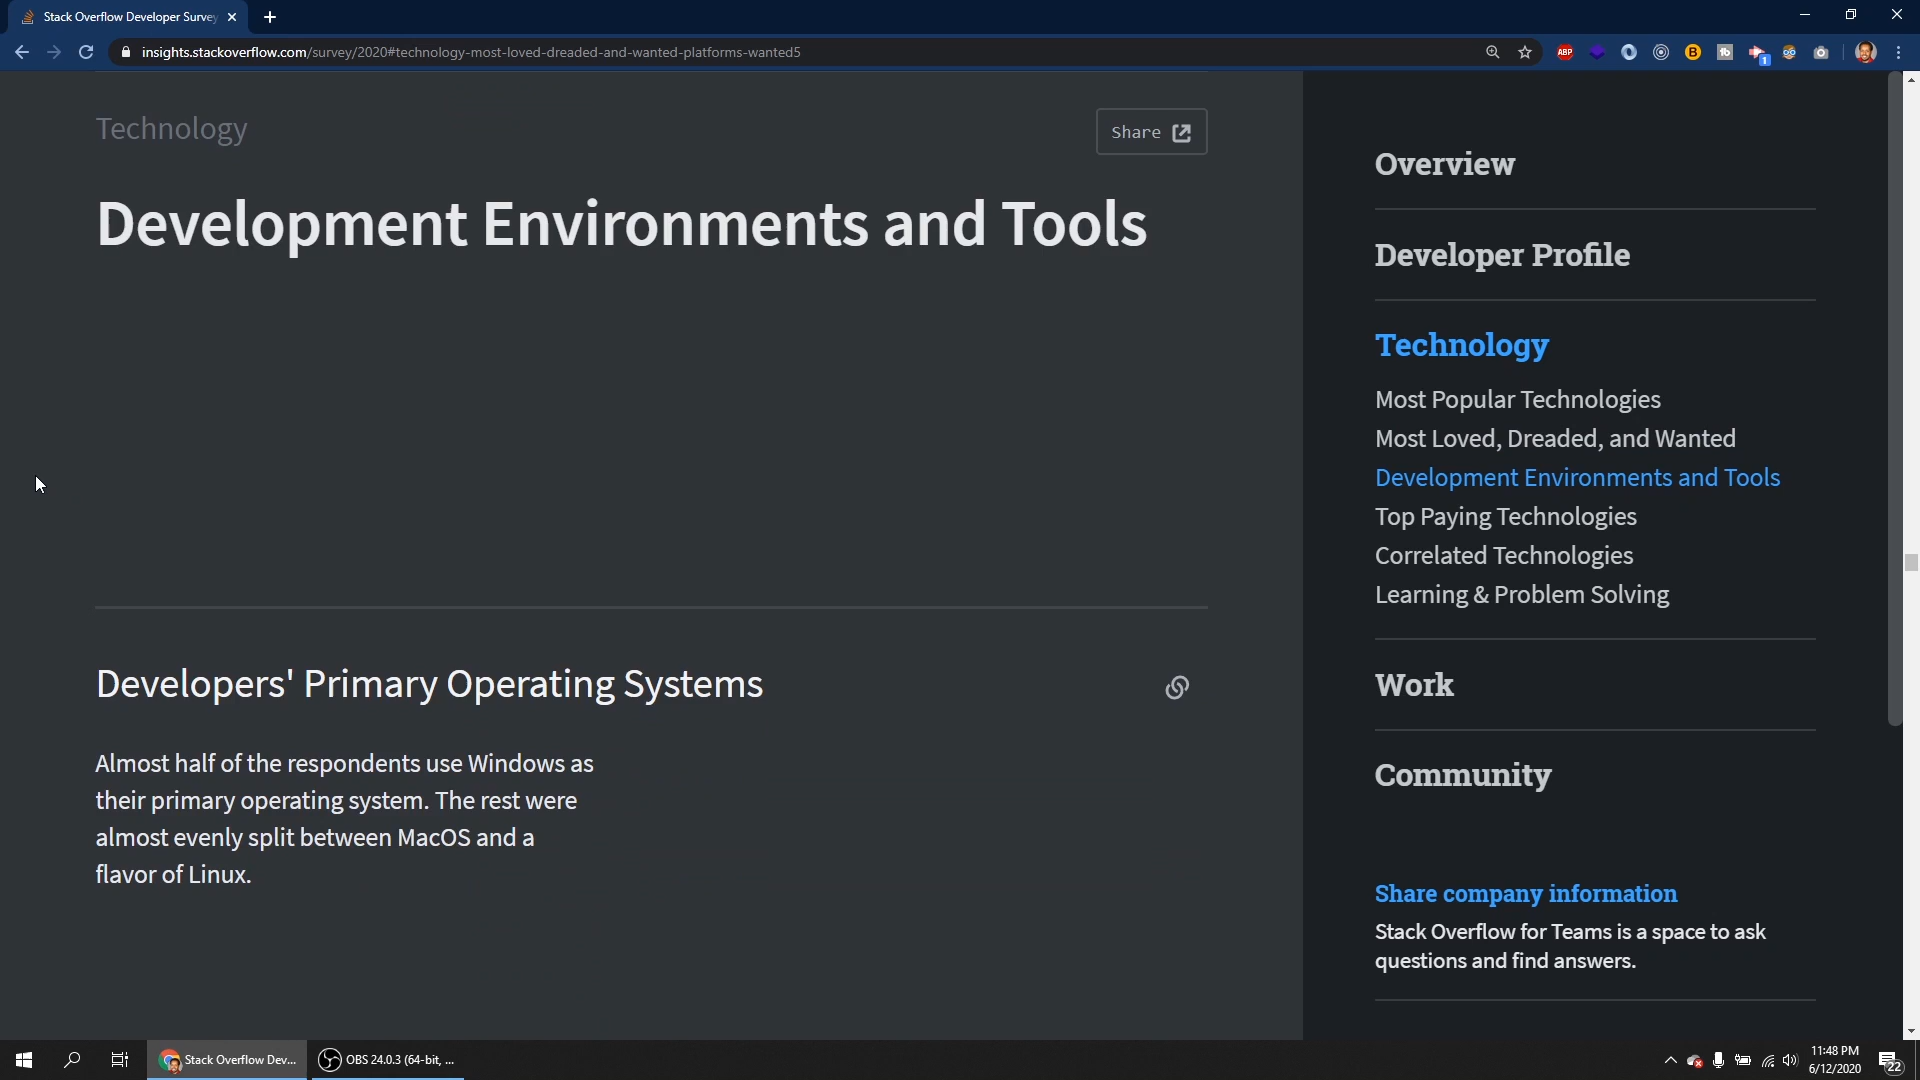 Stack Overflow Developer Survey
insights.stackoverflow.com/survey/2020#technology-most-loved-dreaded-and-wanted-platforms-wanted5
ABP
B
tb
1
Technology
Share
Development Environments and Tools
Developers' Primary Operating Systems
Almost half of the respondents use Windows as
their primary operating system. The rest were
almost evenly split between MacOS and a
flavor of Linux.
Overview
Developer Profile
Technology
Most Popular Technologies
Most Loved, Dreaded, and Wanted
Development Environments and Tools
Top Paying Technologies
Correlated Technologies
Learning & Problem Solving
Work
Community
Share company information
Stack Overflow for Teams is a space to ask
questions and find answers.
Stack Overflow Dev...
OBS 24.0.3 (64-bit, ...
11:48 PM
6/12/2020
22